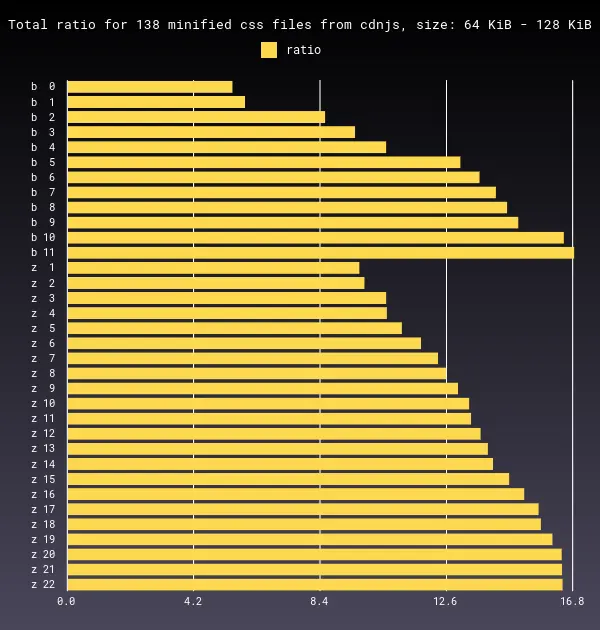 Total ratio for 138 minified css files from cdnjs, size: 64 KiB - 128 KiB
ratio
b 0
b 1
b 2
b 3
b 4
b 5
b 6
b 7
b 8
b 9
b 10
b 11
z 1
z 2
z 3
z 4
z 5
z 6
z 7
z 8
z 9
z 10
z 11
z 12
z 13
z 14
z 15
z 16
z 17
z 18
z 19
z 20
z 21
z 22
0.0 4.2 8.4 12.6 16.8